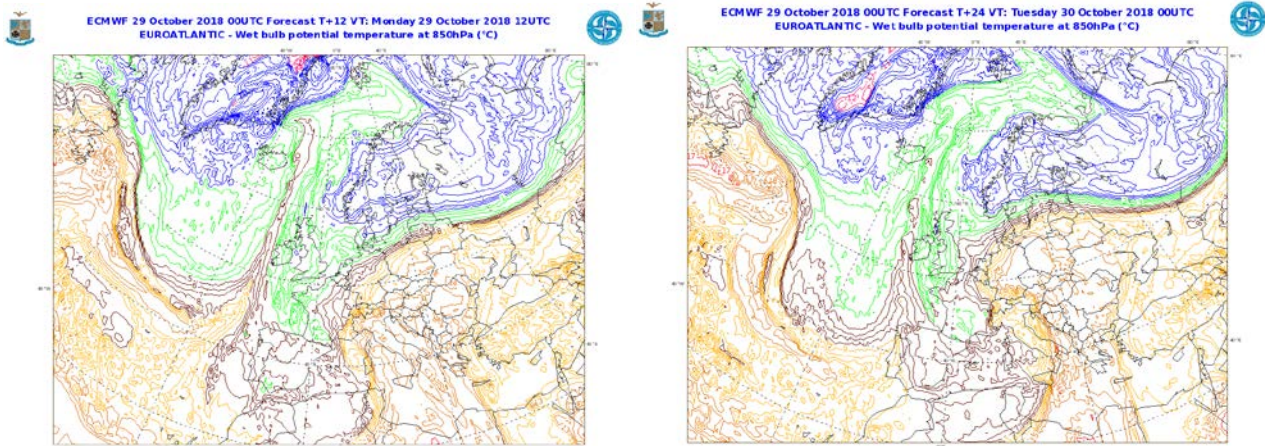 ECMWF 29 October 2018 00UTC Forecast T+12 VT: Monday 29 October 2018 12UTC
EUROATLANTIC - Wet bulb potential temperature at 850hPa (°C)
ECMWF 29 October 2018 00UTC Forecast T+24 VT: Tuesday 30 October 2018 00UTC
EUROATLANTIC - Wet bulb potential temperature at 850hPa (°C)